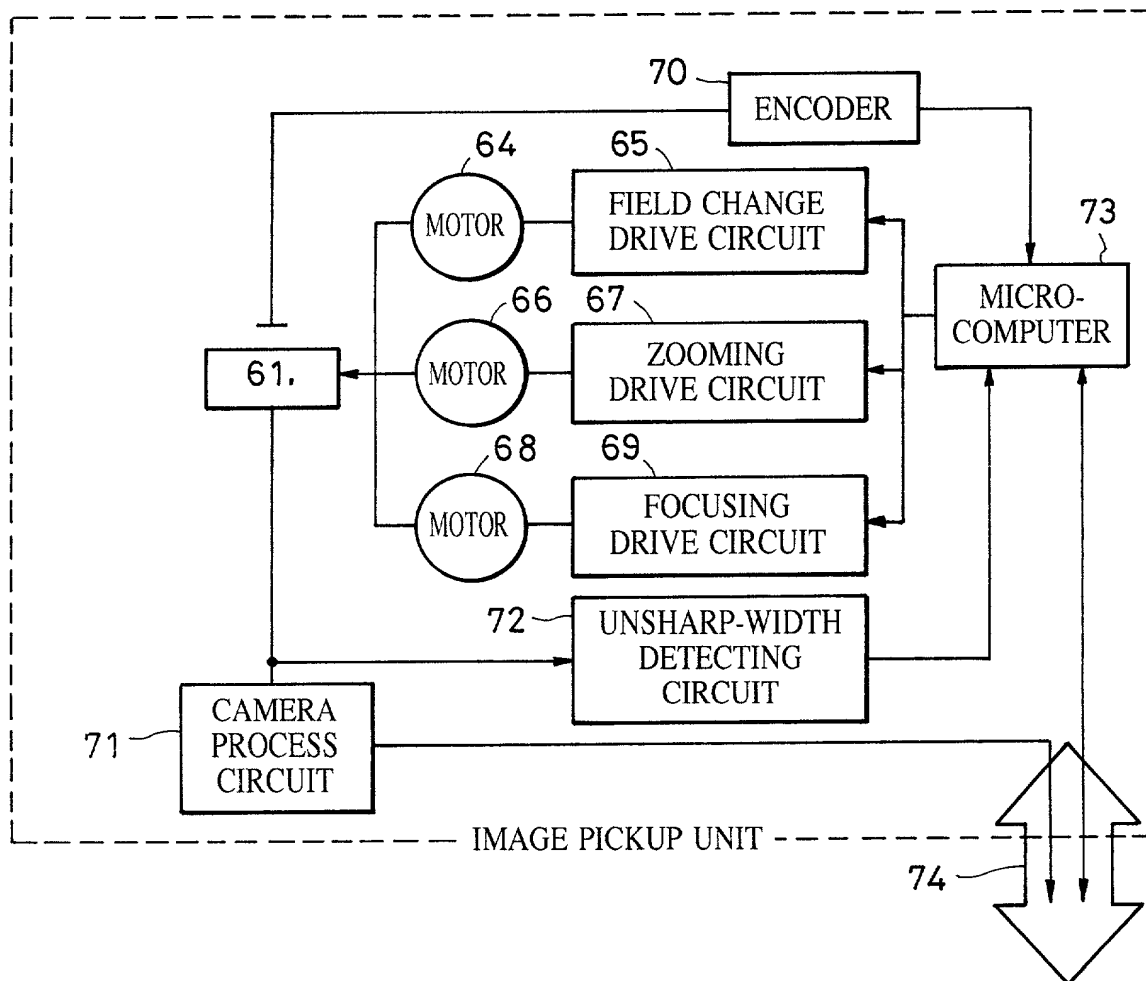 70
ENCODER
64
65
MOTOR
FIELD CHANGE
DRIVE CIRCUIT
73
MICRO-
COMPUTER
66
67
61.
MOTOR
ZOOMING
DRIVE CIRCUIT
68
69
MOTOR
FOCUSING
DRIVE CIRCUIT
72
UNSHARP-WIDTH
DETECTING
CIRCUIT
71
CAMERA
PROCESS
CIRCUIT
IMAGE PICKUP UNIT
74